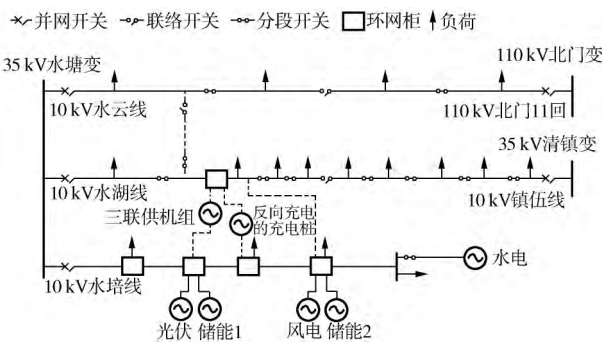 并网开关 联络开关 分段开关 环网柜 负荷
35 kV水塘变
110 kV北门变
10 kV水云线
110 kV北门11回
35 kV清镇变
10 kV水湖线
10 kV镇伍线
三联供机组
反向充电
的充电桩
水电
10 kV水培线
光伏 储能1
风电 储能2